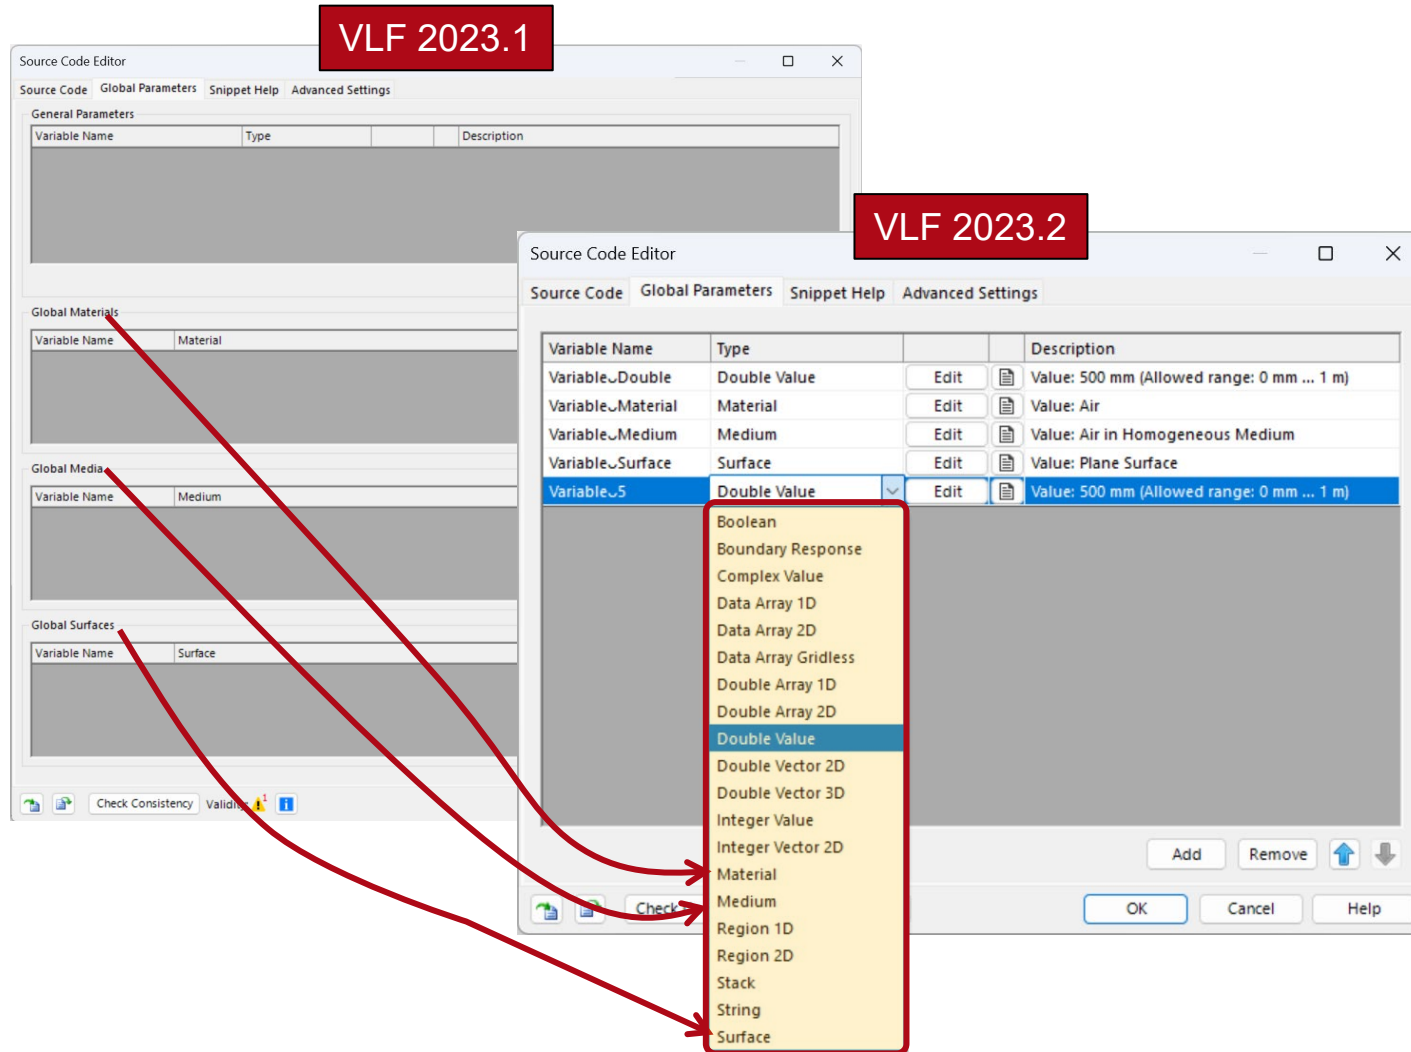 VLF 2023.1
Source Code Editor
Source Code Global Parameters Snippet Help Advanced Settings
General Parameters
Variable Name Type Description
Global Materials
Variable Name Material
Global Media
Variable Name Medium
Global Surfaces
Variable Name Surface
Check Consistency Validity: 1
VLF 2023.2
Source Code Editor
Source Code Global Parameters Snippet Help Advanced Settings
Variable Name Type Description
Variable_Double Double Value Edit Value: 500 mm (Allowed range: 0 mm ... 1 m)
Variable_Material Material Edit Value: Air
Variable_Medium Medium Edit Value: Air in Homogeneous Medium
Variable_Surface Surface Edit Value: Plane Surface
Variable_5 Double Value Edit Value: 500 mm (Allowed range: 0 mm ... 1 m)
Boolean
Boundary Response
Complex Value
Data Array 1D
Data Array 2D
Data Array Gridless
Double Array 1D
Double Array 2D
Double Value
Double Vector 2D
Double Vector 3D
Integer Value
Integer Vector 2D
Material
Medium
Region 1D
Region 2D
Stack
String
Surface
Add Remove
Check
OK Cancel Help